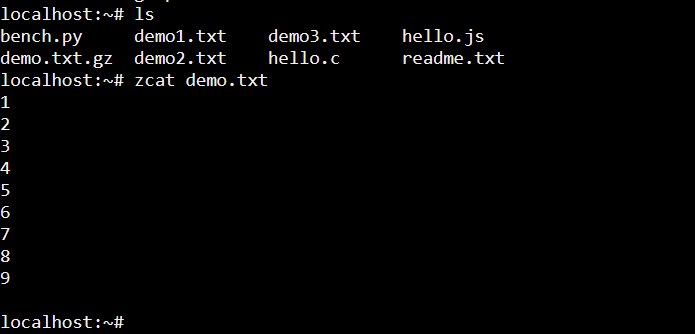 localhost:~# ls
bench.py demo1.txt demo3.txt hello.js
demo.txt.gz demo2.txt hello.c readme.txt
localhost:~# zcat demo.txt
1
2
3
4
5
6
7
8
9
localhost:~#